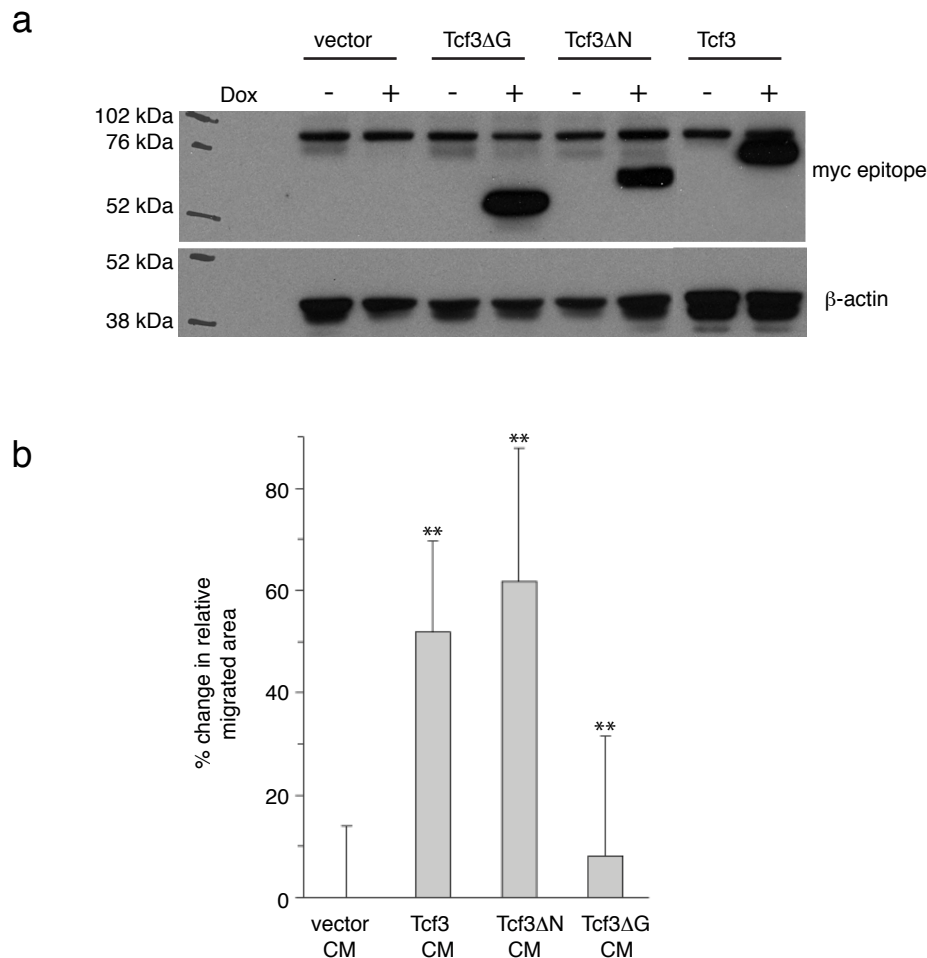 a
vector Tcf3ΔG Tcf3ΔN Tcf3
Dox - + - + - + - +
102 kDa
76 kDa
myc epitope
52 kDa
52 kDa
β-actin
38 kDa
b
**
**
**
80
60
40
20
0
% change in relative
migrated area
vector Tcf3 Tcf3ΔN Tcf3ΔG
CM CM CM CM